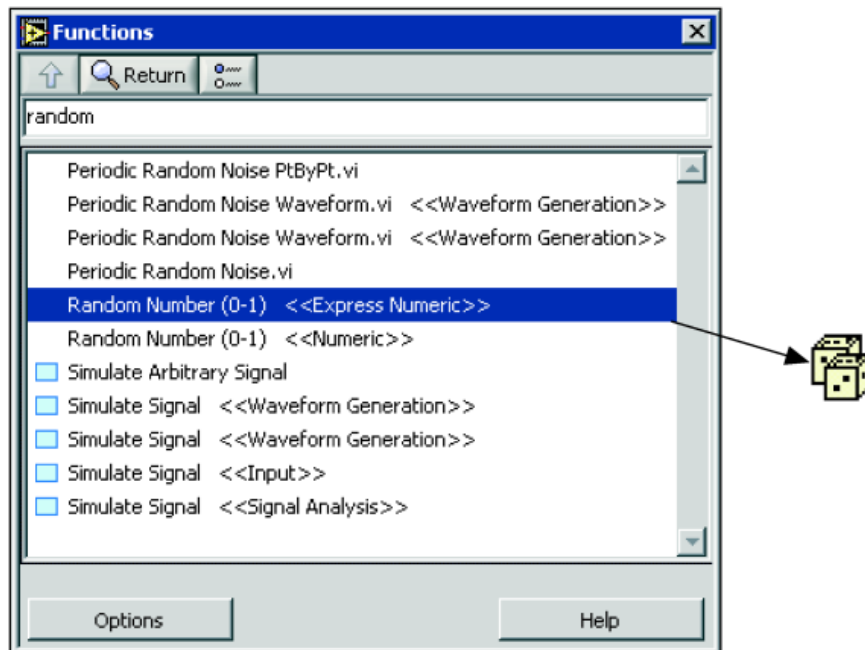 Functions
Return
random
Periodic Random Noise PtByPt.vi
Periodic Random Noise Waveform.vi <<Waveform Generation>>
Periodic Random Noise Waveform.vi <<Waveform Generation>>
Periodic Random Noise.vi
Random Number (0-1) <<Express Numeric>>
Random Number (0-1) <<Numeric>>
Simulate Arbitrary Signal
Simulate Signal <<Waveform Generation>>
Simulate Signal <<Waveform Generation>>
Simulate Signal <<Input>>
Simulate Signal <<Signal Analysis>>
Options Help